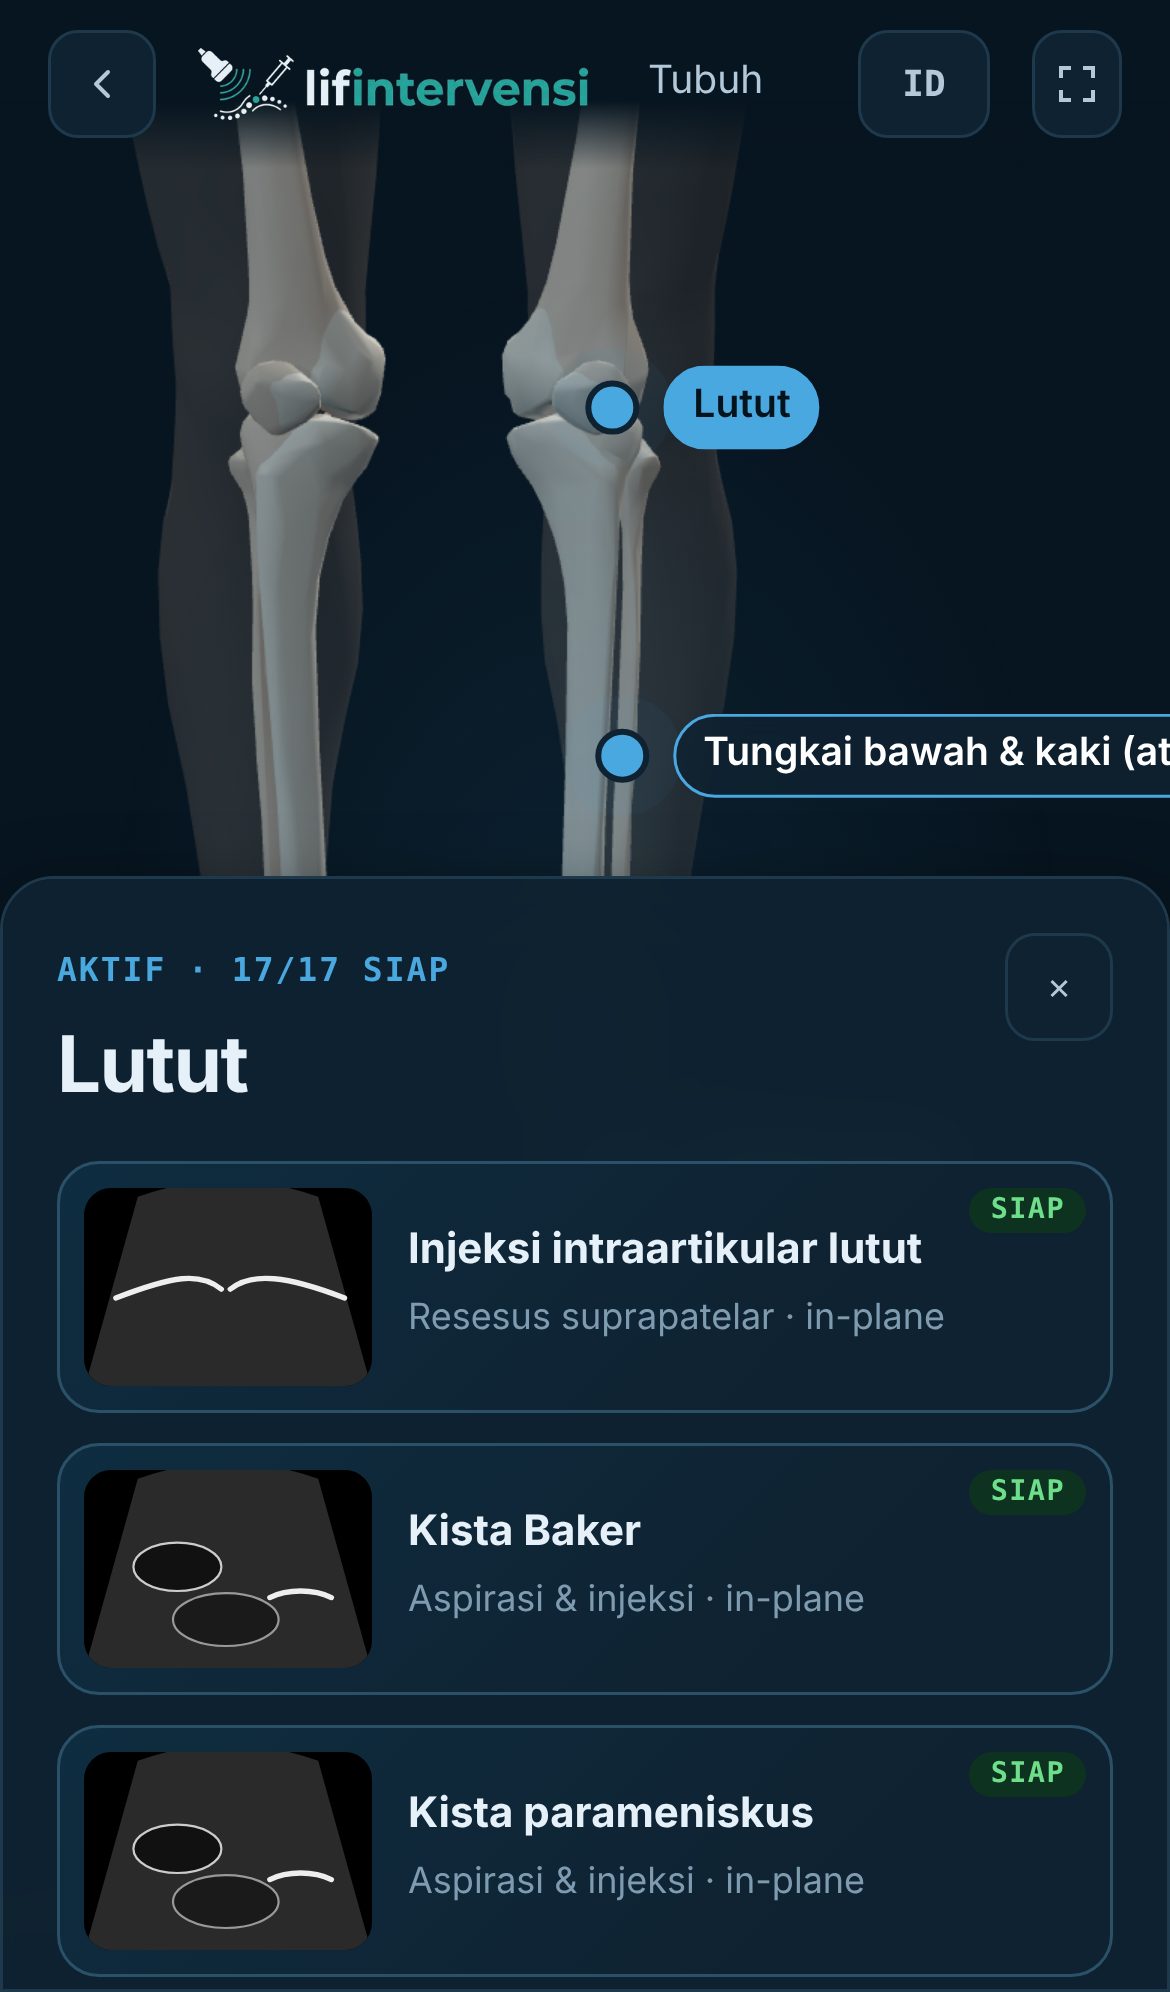 lifintervensi
Tubuh
ID
Lutut
Tungkai bawah & kaki (at
AKTIF · 17/17 SIAP
×
Lutut
SIAP
Injeksi intraartikular lutut
Resesus suprapatelar · in-plane
SIAP
Kista Baker
Aspirasi & injeksi · in-plane
SIAP
Kista parameniskus
Aspirasi & injeksi · in-plane